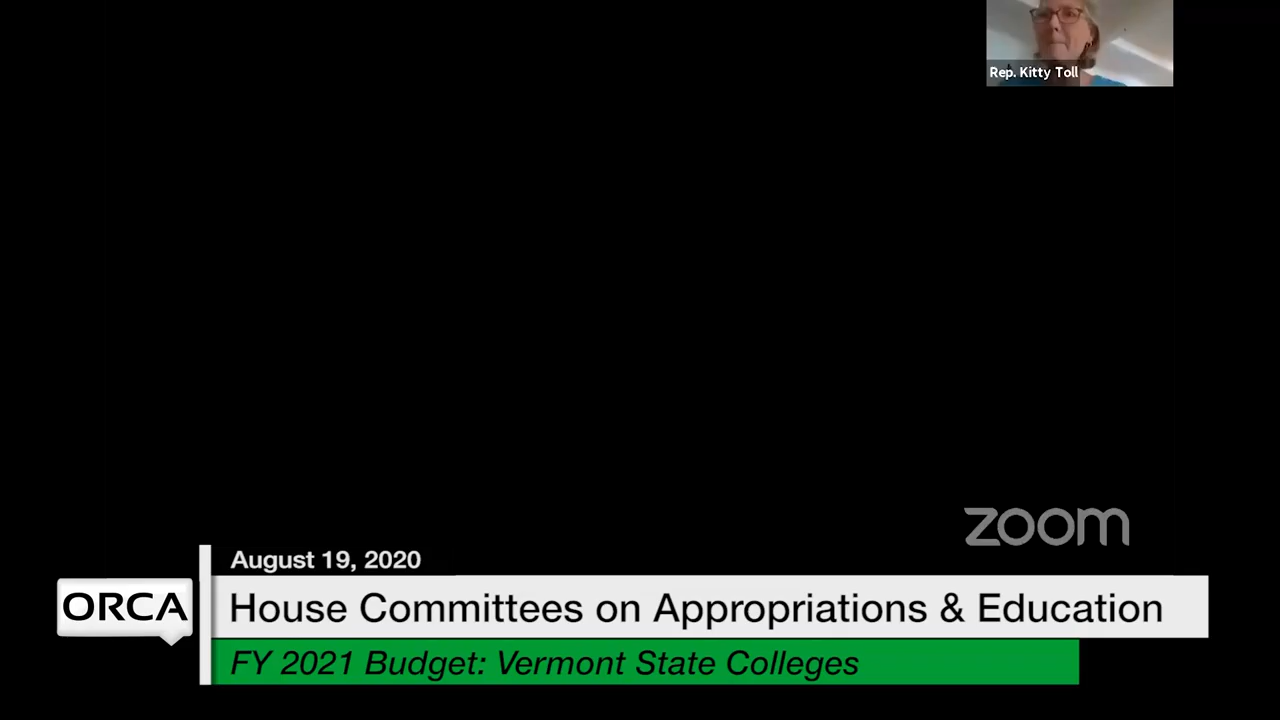 Rep. Kitty Toll
zoom
August 19, 2020
ORCA
House Committees on Appropriations & Education
FY 2021 Budget: Vermont State Colleges